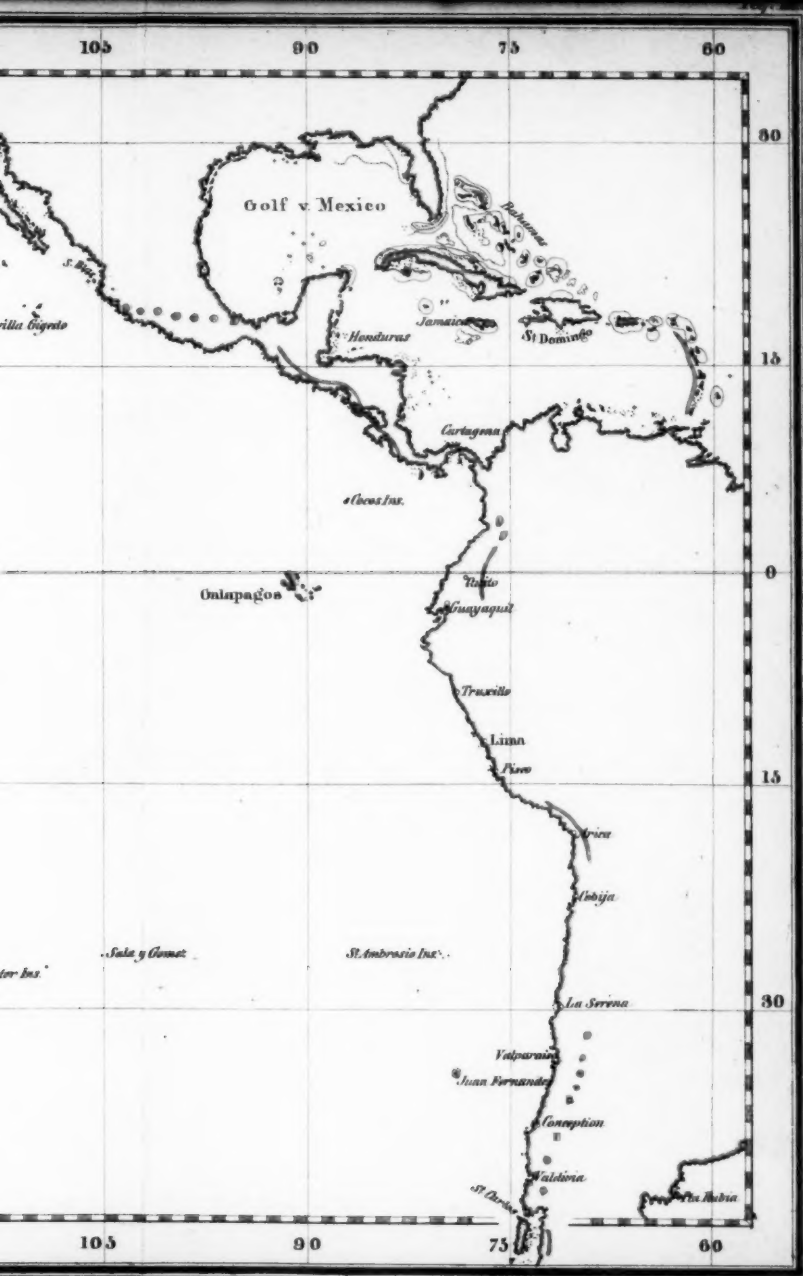 105 90 75 60
30
Golf v. Mexico
Bahamas
S. Blas
Jamaica
St Domingo
Honduras
15
Cartagena
Cocos Ins.
0
Quito
Galapagos
Guayaquil
Truxillo
Lima
Pisco
15
Arica
Cobija
Sala y Gomez
St Ambrosio Ins.
La Serena
30
Valparaiso
Juan Fernandez
Conception
Valdivia
Pta Rubia
105 90 75 60